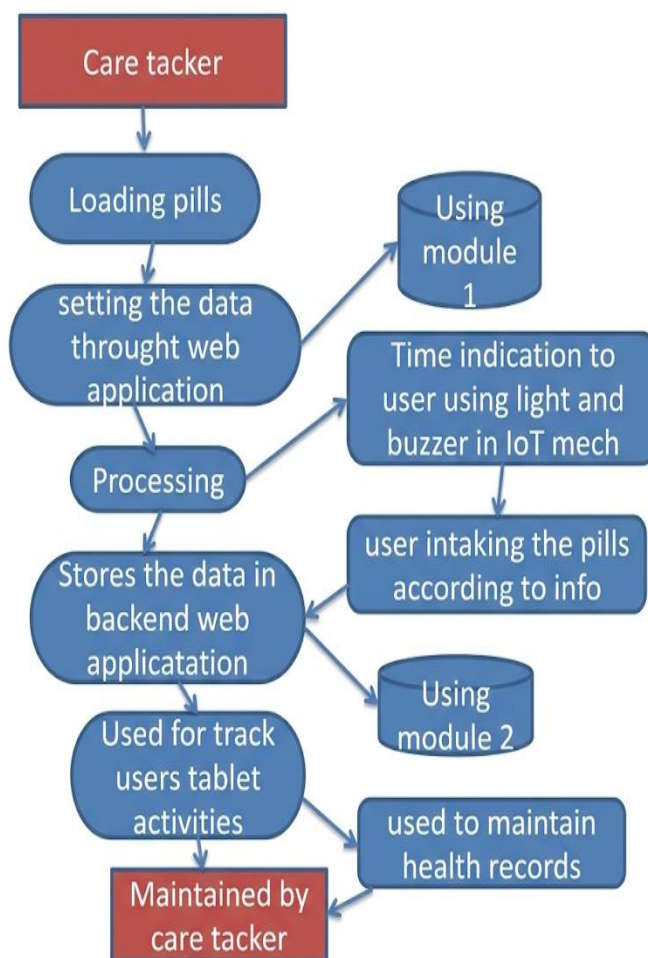 Care tacker
Loading pills
Using
module
1
setting the data
throught web
application
Time indication to
user using light and
buzzer in IoT mech
Processing
user intaking the pills
according to info
Stores the data in
backend web
applicatation
Using
module 2
Used for track
users tablet
activities
used to maintain
health records
Maintained by
care tacker